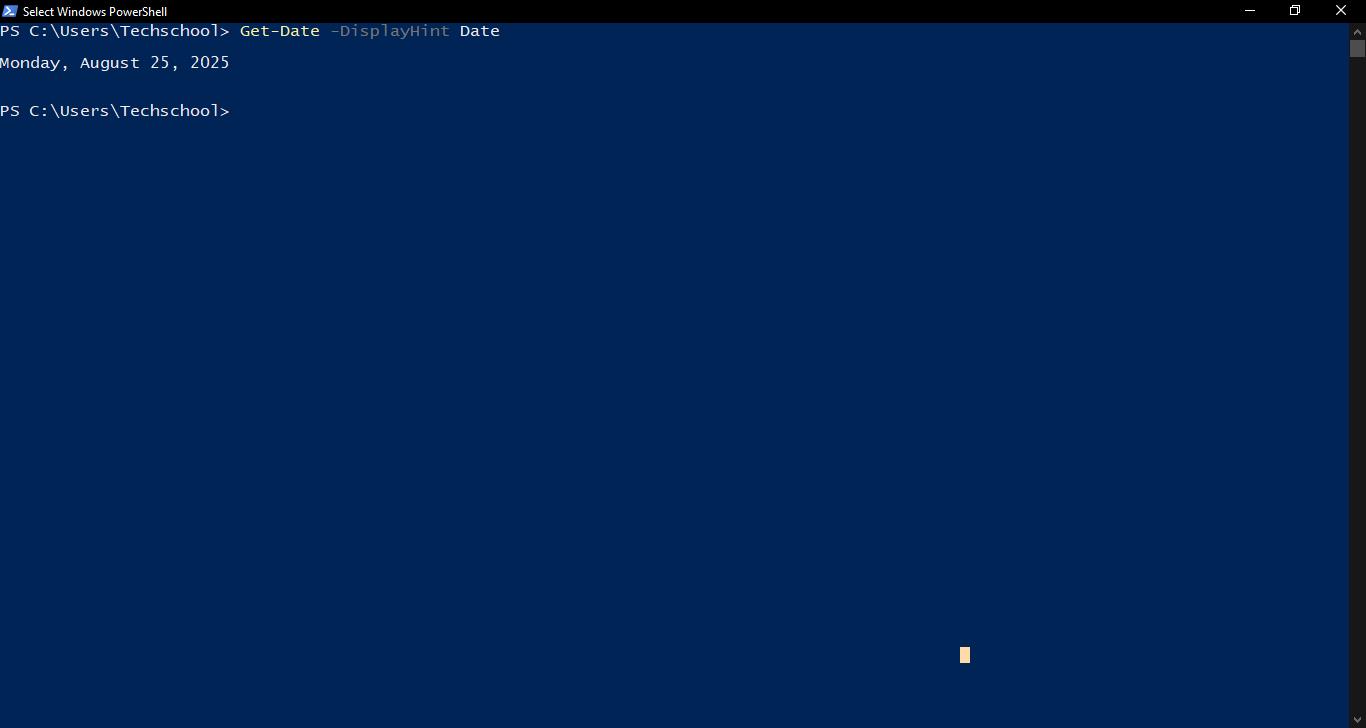 Select Windows PowerShell
PS C:\Users\Techschool> Get-Date -DisplayHint Date
Monday, August 25, 2025
PS C:\Users\Techschool>